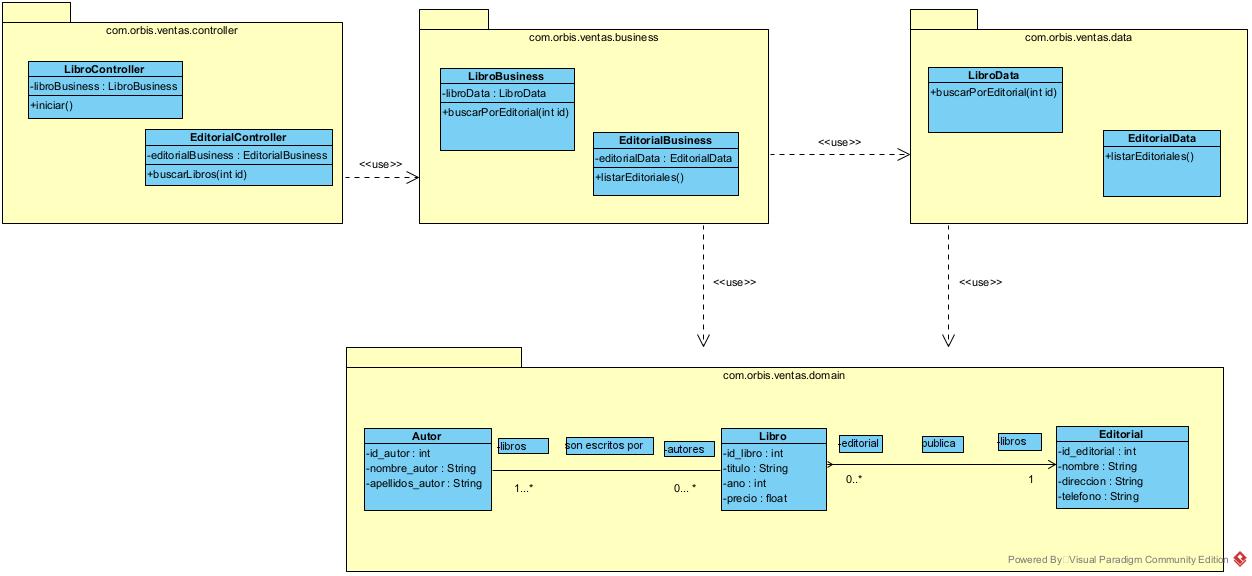 com.orbis.ventas.controller
LibroController
-libroBusiness : LibroBusiness
+iniciar()
EditorialController
-editorialBusiness : EditorialBusiness
+buscarLibros(int id)
<<use>>
com.orbis.ventas.business
LibroBusiness
-libroData : LibroData
+buscarPorEditorial(int id)
EditorialBusiness
-editorialData : EditorialData
+listarEditoriales()
<<use>>
com.orbis.ventas.data
LibroData
+buscarPorEditorial(int id)
EditorialData
+listarEditoriales()
<<use>>
<<use>>
com.orbis.ventas.domain
Autor
-id_autor : int
-nombre_autor : String
-apellidos_autor : String
-libros
son escritos por
-autores
1...*
0... *
Libro
-id_libro : int
-titulo : String
-ano : int
-precio : float
-editorial
publica
-libros
0..*
1
Editorial
-id_editorial : int
-nombre : String
-direccion : String
-telefono : String
Powered By Visual Paradigm Community Edition